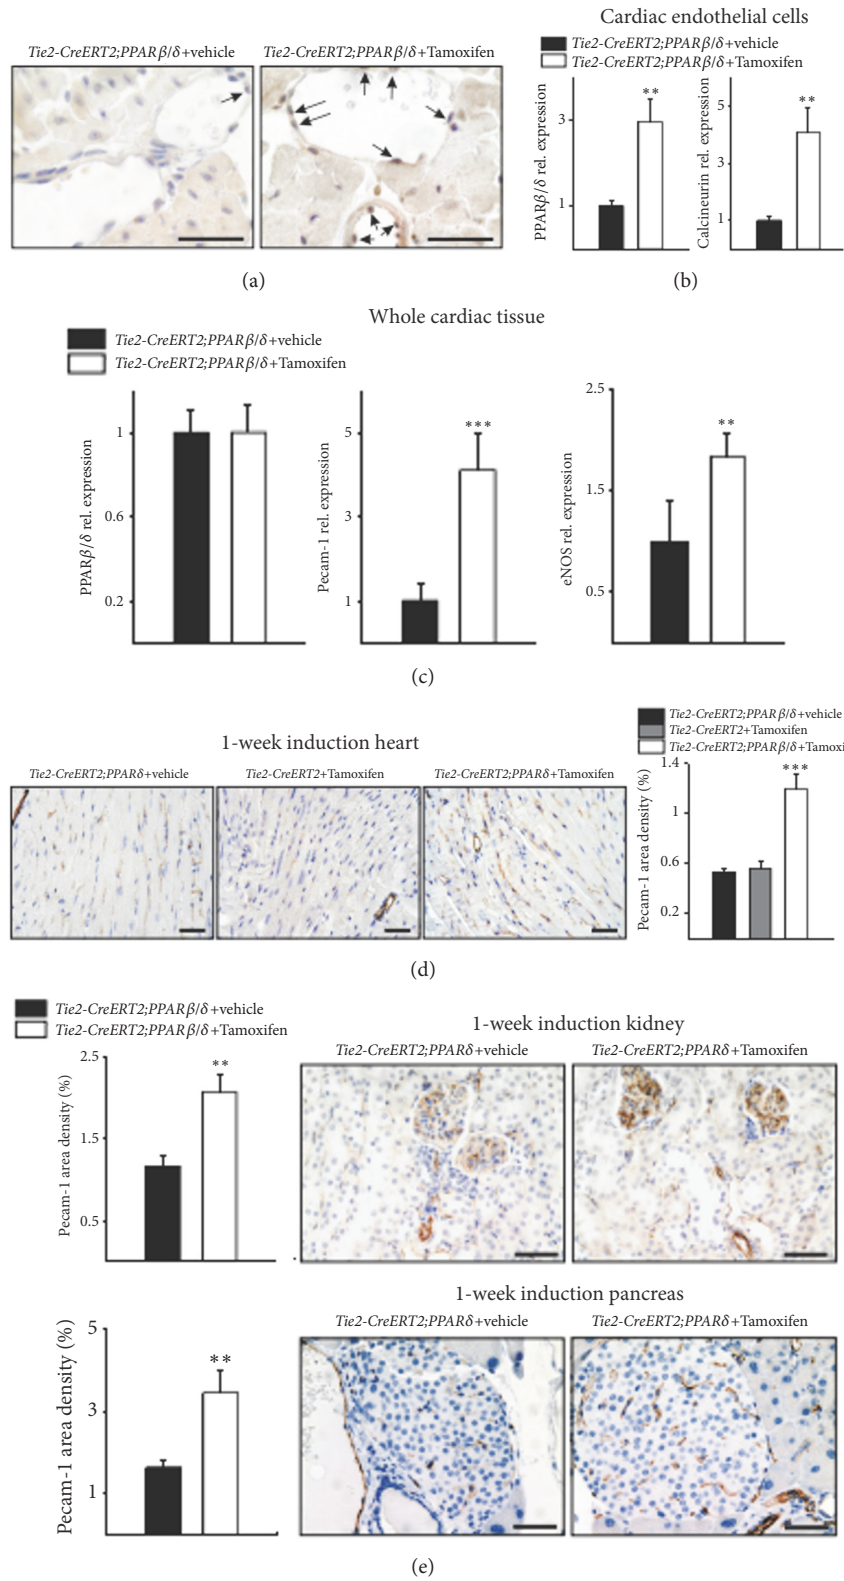 Tie2-CreERT2;PPARβ/δ+vehicle
Tie2-CreERT2;PPARβ/δ+Tamoxifen
(a)
Cardiac endothelial cells
Tie2-CreERT2;PPARβ/δ+vehicle
Tie2-CreERT2;PPARβ/δ+Tamoxifen
PPARβ/δ rel. expression
3
1
**
Calcineurin rel. expression
5
3
1
**
(b)
Whole cardiac tissue
Tie2-CreERT2;PPARβ/δ+vehicle
Tie2-CreERT2;PPARβ/δ+Tamoxifen
PPARβ/δ rel. expression
1
0.6
0.2
Pecam-1 rel. expression
5
3
1
***
eNOS rel. expression
2.5
1.5
0.5
**
(c)
1-week induction heart
Tie2-CreERT2;PPARδ+vehicle
Tie2-CreERT2+Tamoxifen
Tie2-CreERT2;PPARδ+Tamoxifen
Tie2-CreERT2;PPARβ/δ+vehicle
Tie2-CreERT2+Tamoxifen
Tie2-CreERT2;PPARβ/δ+Tamoxi
Pecam-1 area density (%)
1.4
1
0.6
0.2
***
(d)
Tie2-CreERT2;PPARβ/δ+vehicle
Tie2-CreERT2;PPARβ/δ+Tamoxifen
Pecam-1 area density (%)
2.5
1.5
0.5
**
1-week induction kidney
Tie2-CreERT2;PPARδ+vehicle
Tie2-CreERT2;PPARδ+Tamoxifen
Pecam-1 area density (%)
5
3
1
**
1-week induction pancreas
Tie2-CreERT2;PPARδ+vehicle
Tie2-CreERT2;PPARδ+Tamoxifen
(e)